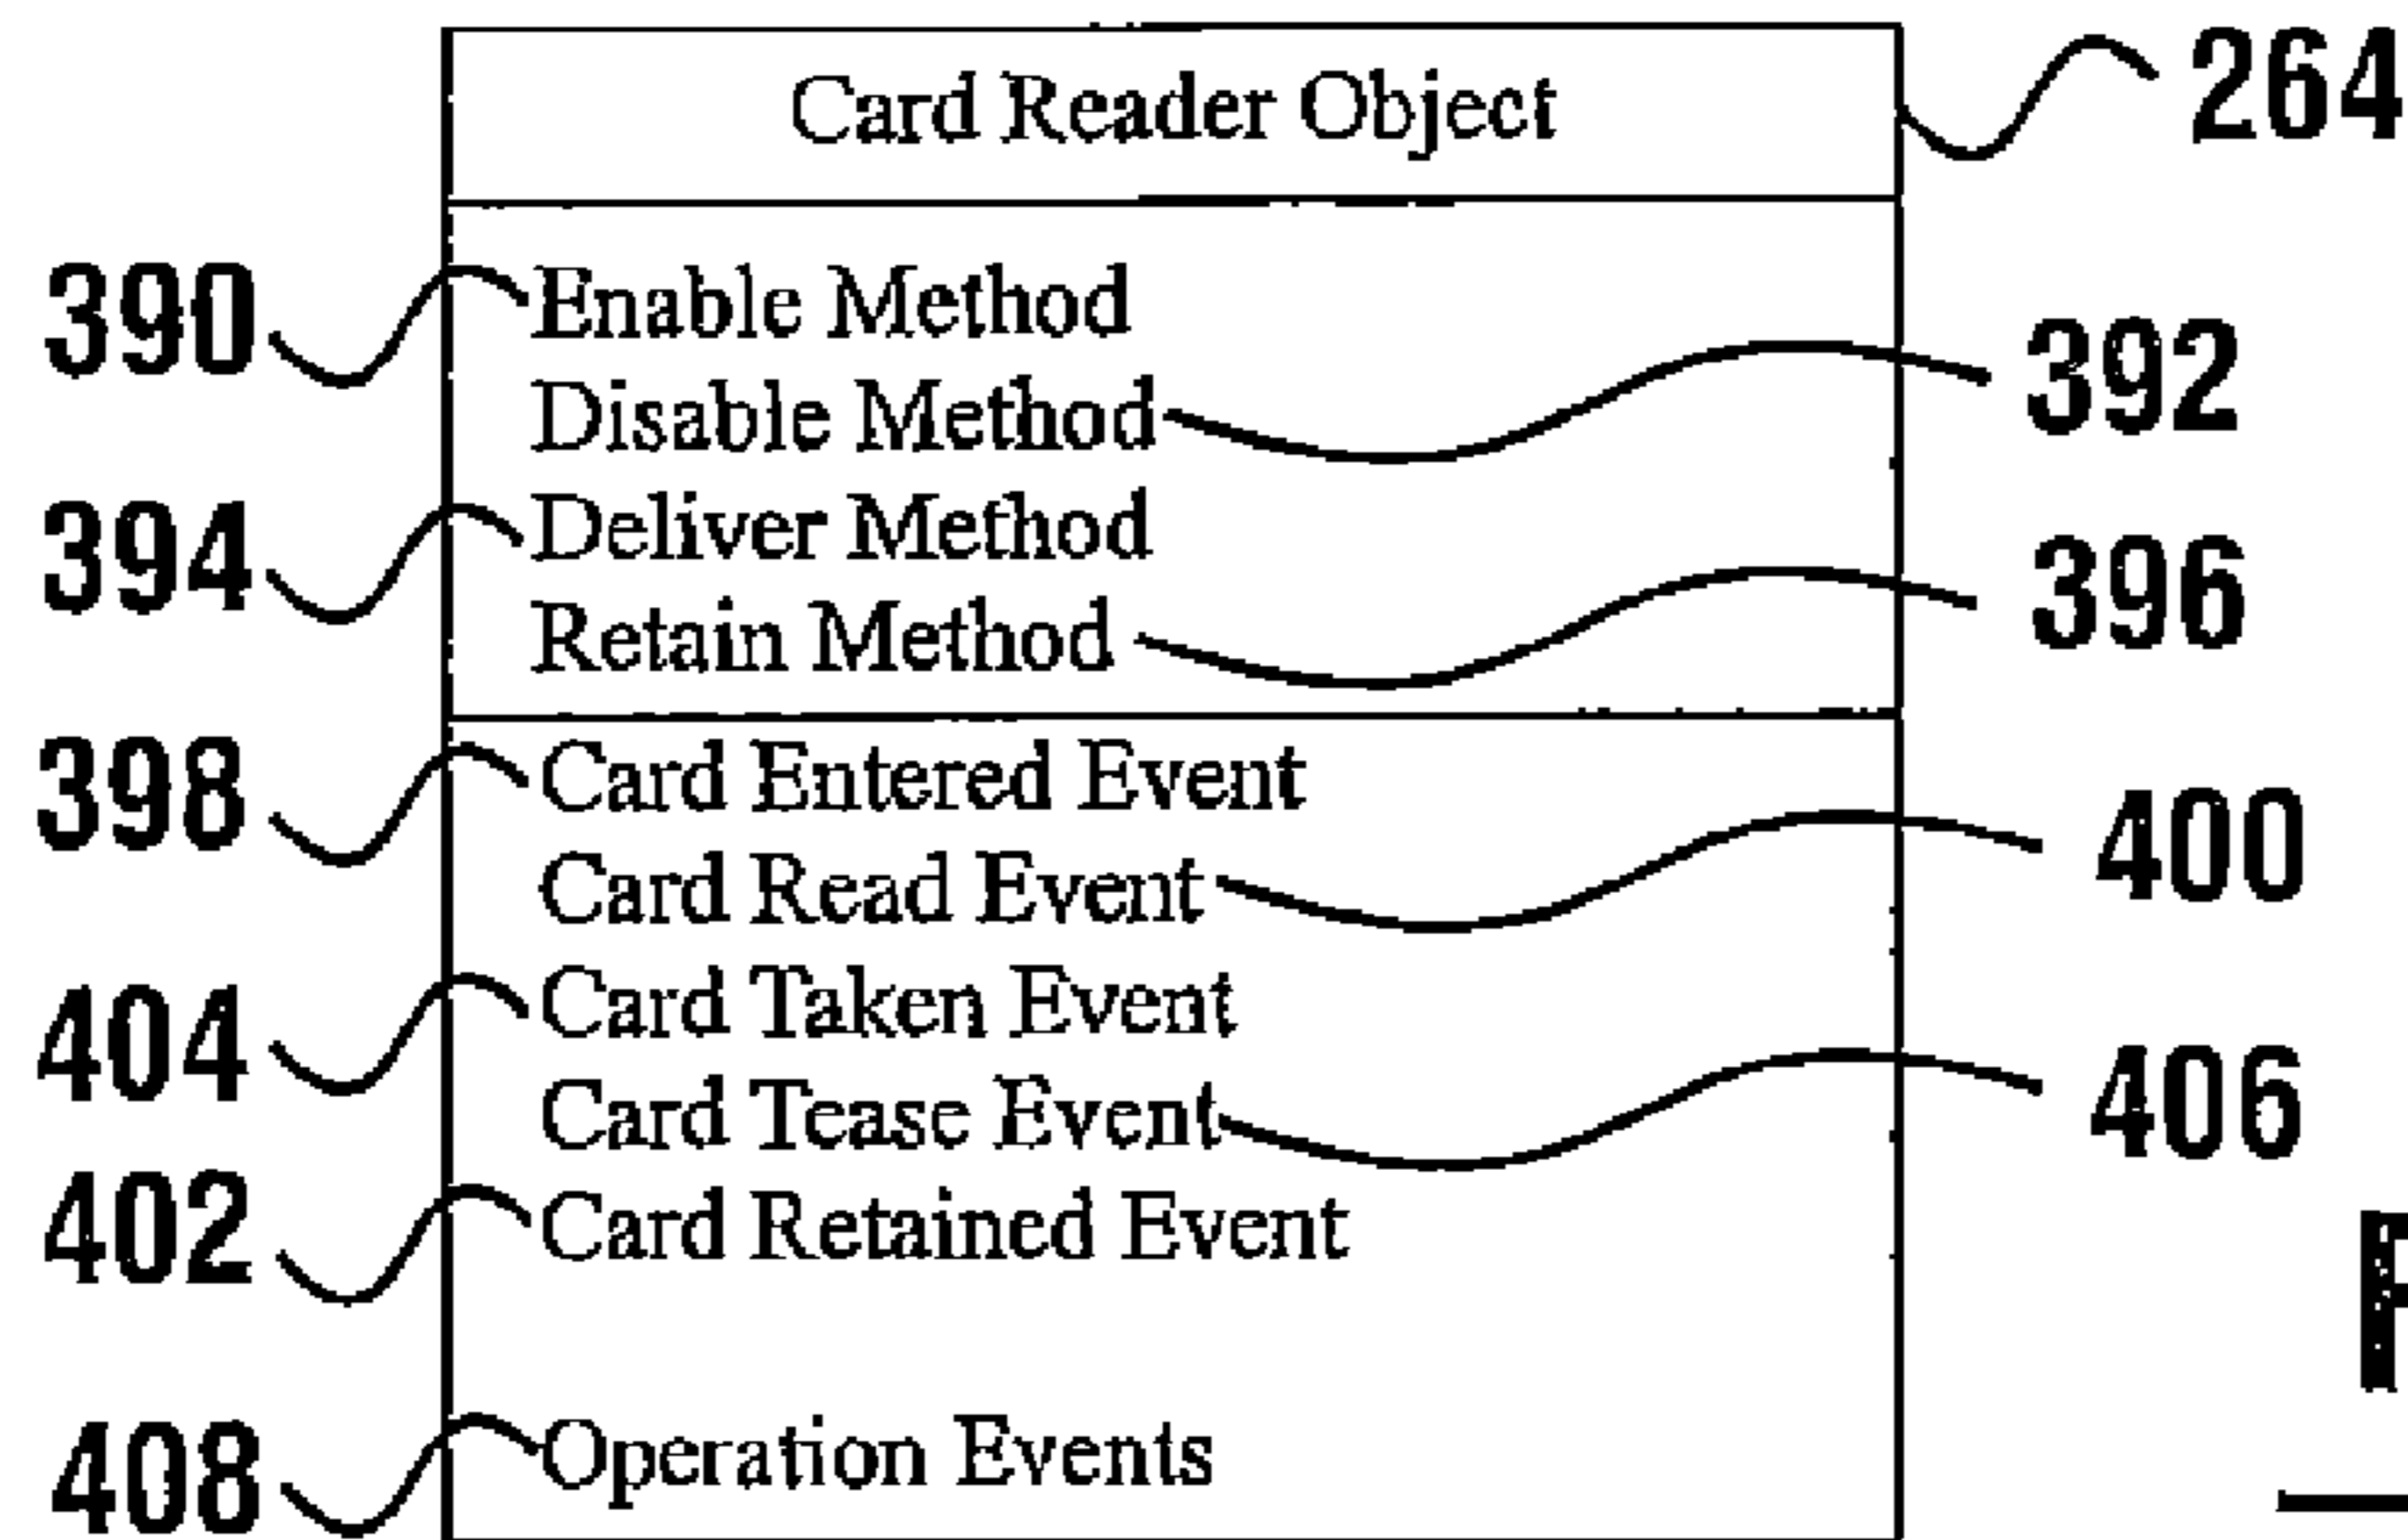 Card Reader Object 264
390 Enable Method
Disable Method 392
394 Deliver Method
Retain Method 396
398 Card Entered Event
Card Read Event 400
404 Card Taken Event
Card Tease Event 406
402 Card Retained Event
408 Operation Events